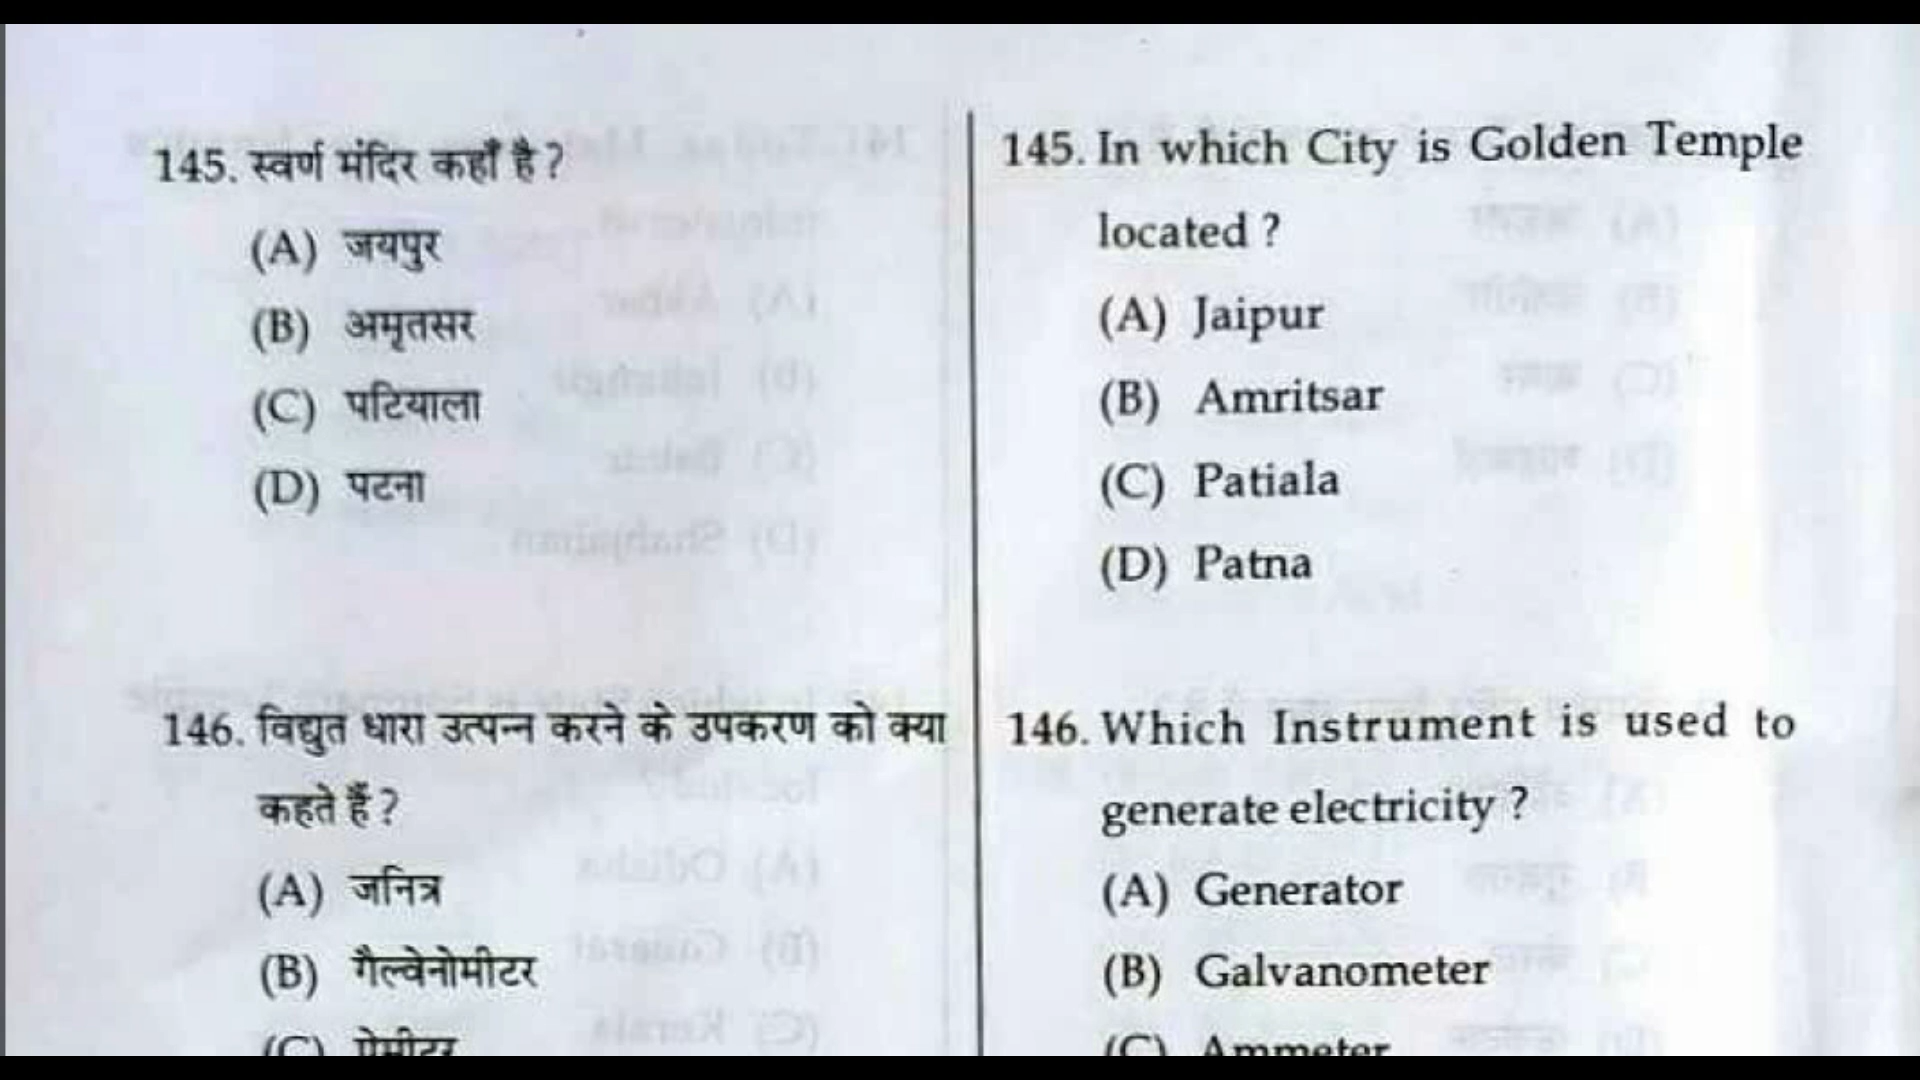 145. स्वर्ण मंदिर कहाँ है ?
(A) जयपुर
(B) अमृतसर
(C) पटियाला
(D) पटना
146. विद्युत धारा उत्पन्न करने के उपकरण को क्या
कहते हैं ?
(A) जनित्र
(B) गैल्वेनोमीटर
(C) ऐमीटर
145. In which City is Golden Temple
located ?
(A) Jaipur
(B) Amritsar
(C) Patiala
(D) Patna
146. Which Instrument is used to
generate electricity ?
(A) Generator
(B) Galvanometer
(C) Ammeter